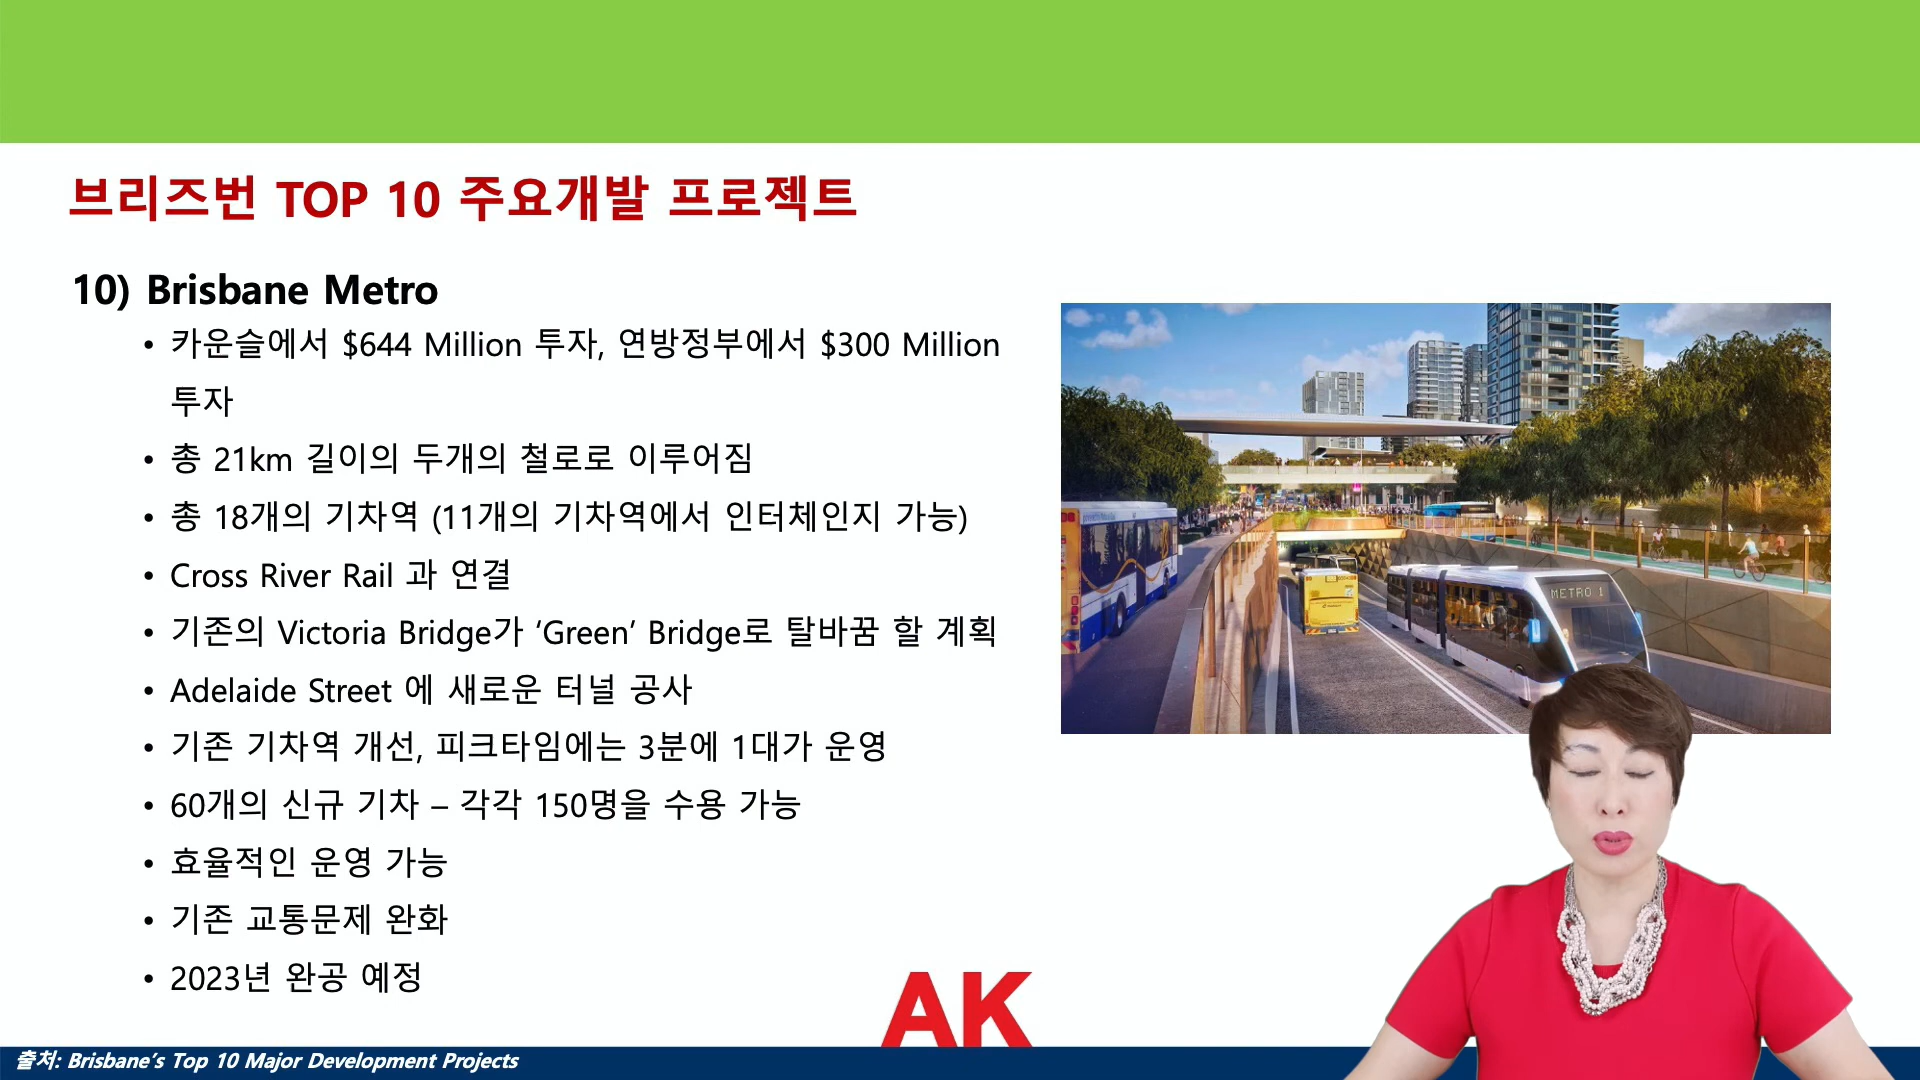 브리즈번 TOP 10 주요개발 프로젝트
10) Brisbane Metro
• 카운슬에서 $644 Million 투자, 연방정부에서 $300 Million
투자
• 총 21km 길이의 두개의 철로로 이루어짐
• 총 18개의 기차역 (11개의 기차역에서 인터체인지 가능)
• Cross River Rail 과 연결
• 기존의 Victoria Bridge가 ‘Green’ Bridge로 탈바꿈 할 계획
• Adelaide Street 에 새로운 터널 공사
• 기존 기차역 개선, 피크타임에는 3분에 1대가 운영
• 60개의 신규 기차 – 각각 150명을 수용 가능
• 효율적인 운영 가능
• 기존 교통문제 완화
• 2023년 완공 예정
METRO 1
AK
출처: Brisbane’s Top 10 Major Development Projects